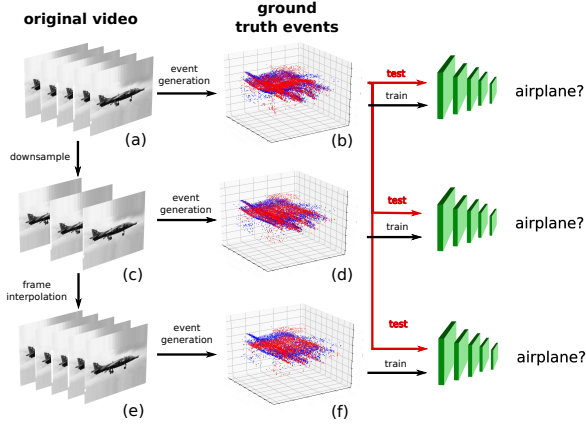 original video
ground
truth events
event
generation
test
train
airplane?
(a)
(b)
downsample
event
generation
test
train
airplane?
(c)
(d)
frame
interpolation
event
generation
test
train
airplane?
(e)
(f)